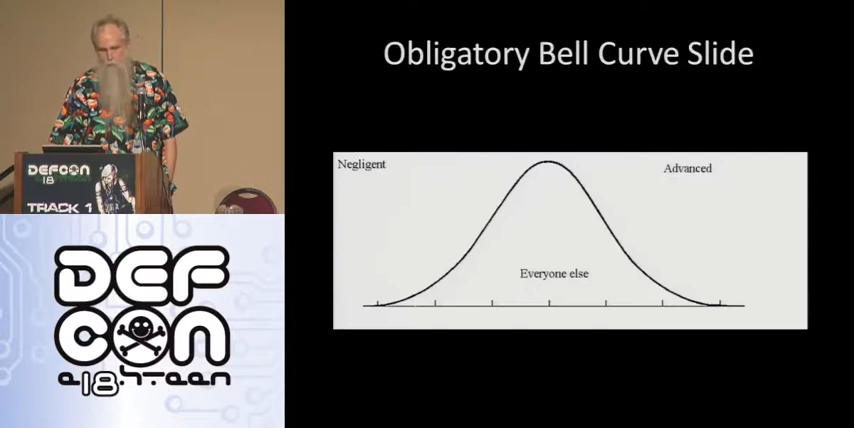 Obligatory Bell Curve Slide
Negligent
Advanced
Everyone else
DEFCON
18
TRACK 1
DEF
CON
e18hteen